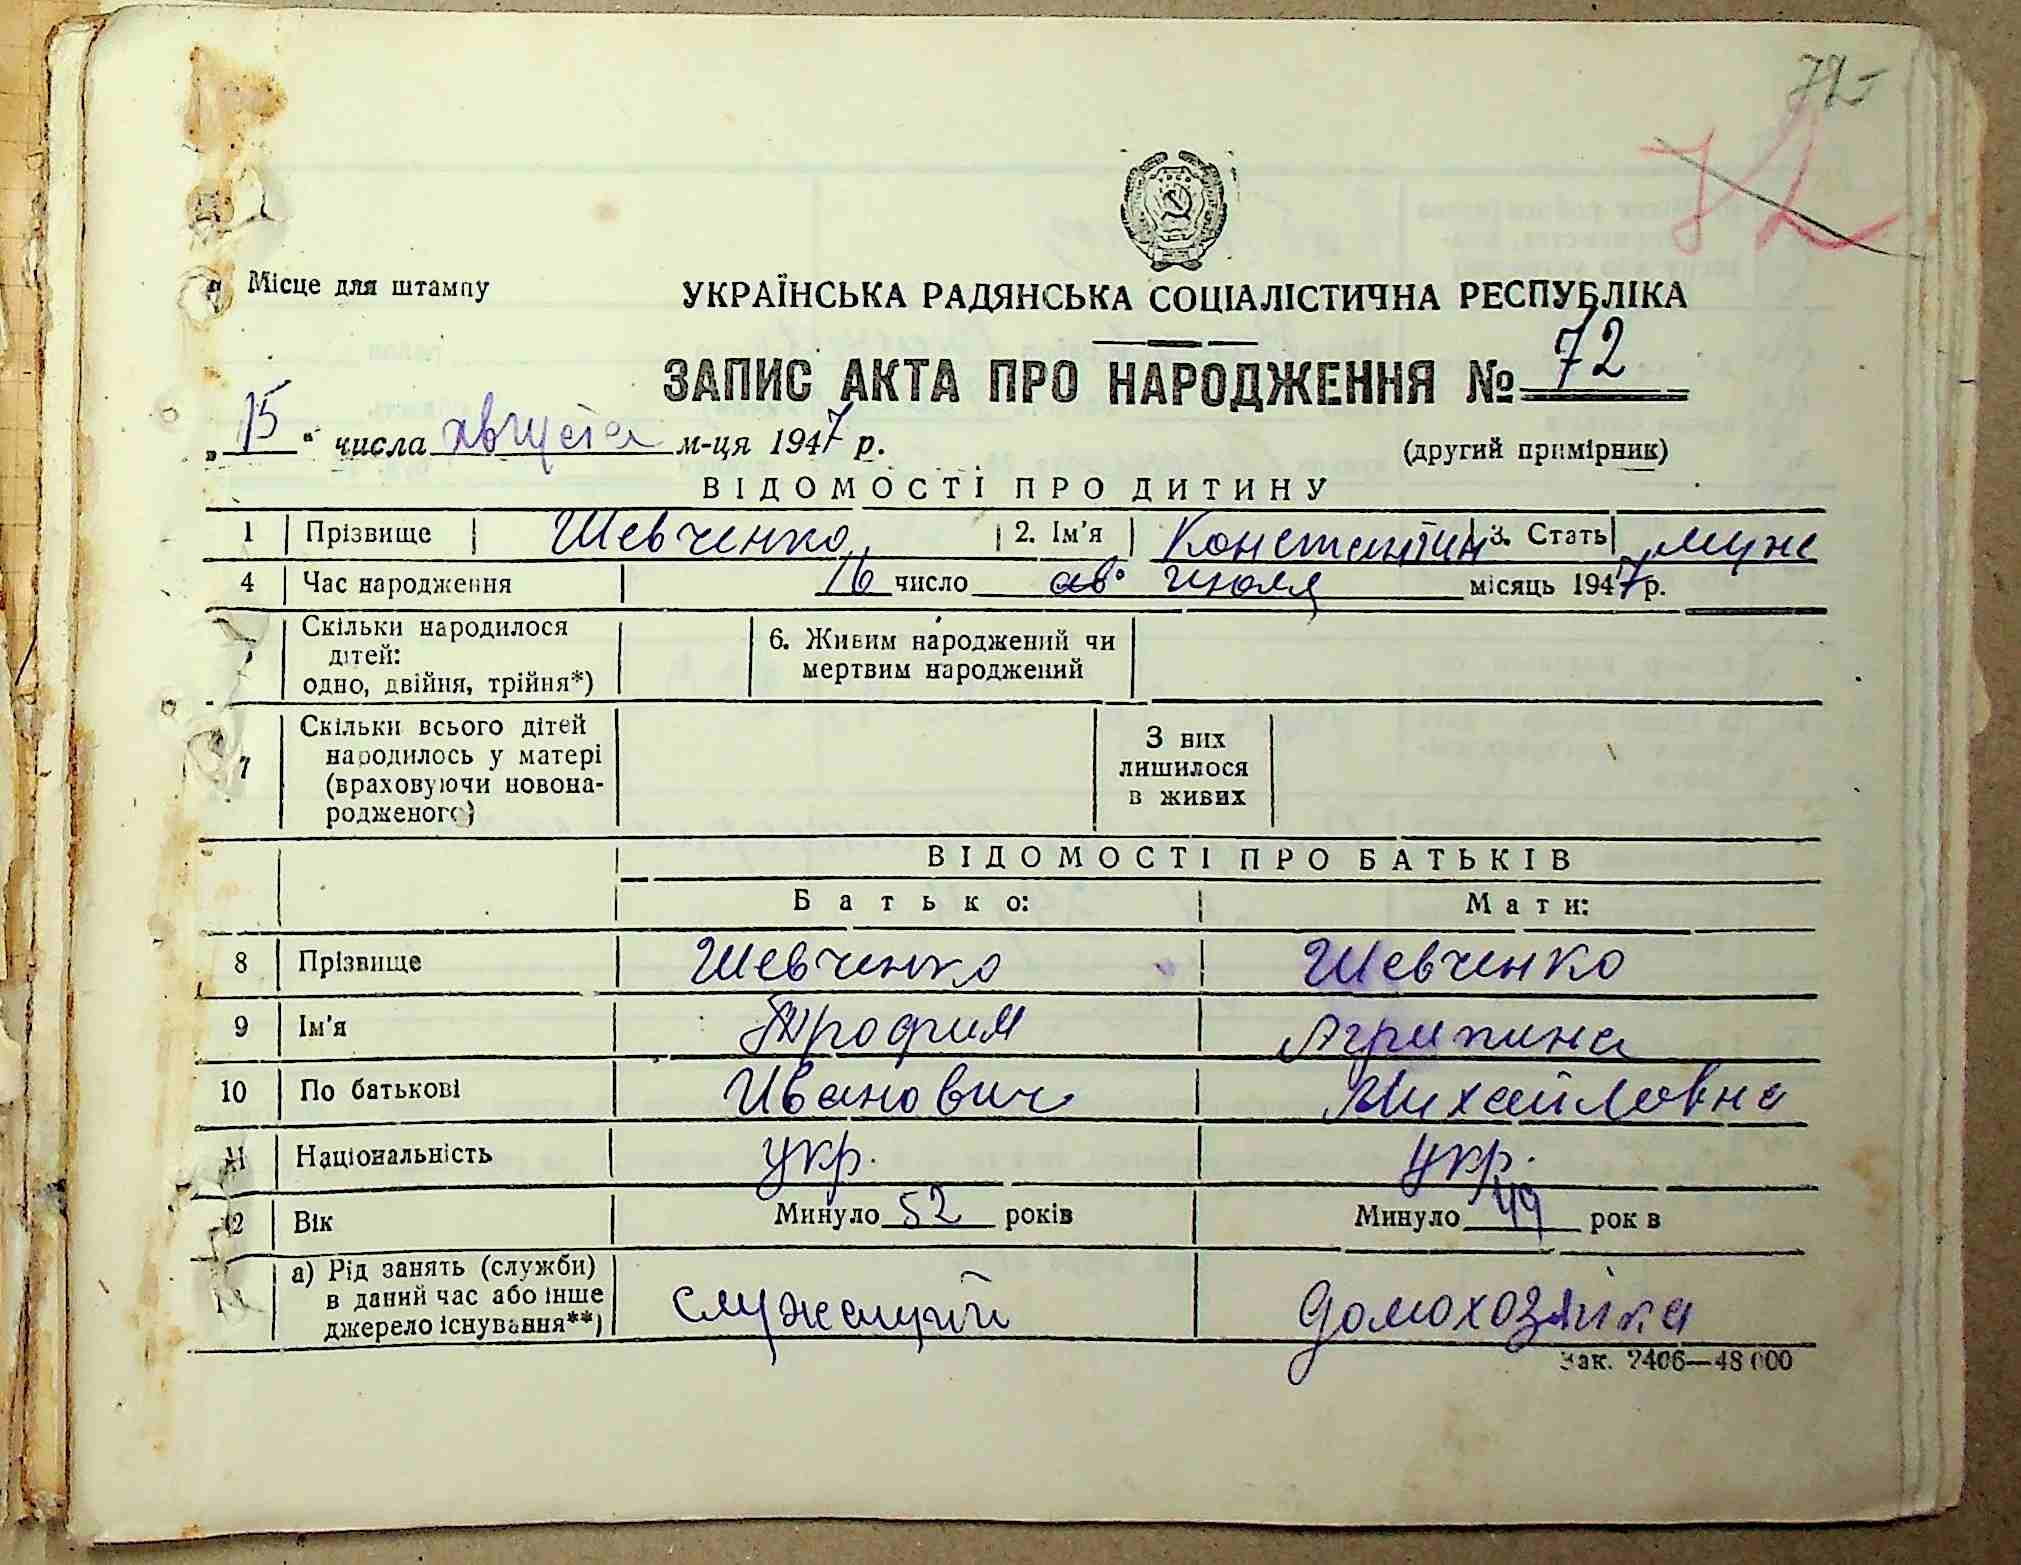 72
72
Місце для штампу
УКРАЇНСЬКА РАДЯНСЬКА СОЦІАЛІСТИЧНА РЕСПУБЛІКА
ЗАПИС АКТА ПРО НАРОДЖЕННЯ № 72
„15“ числа августа м-ця 1947 р.
(другий примірник)
ВІДОМОСТІ ПРО ДИТИНУ
1 Прізвище Шевченко 2. Ім'я Константин 3. Стать муж
4 Час народження 16 число ав. июля місяць 1947 р.
Скільки народилося дітей: одно, двійня, трійня*) 6. Живим народжений чи мертвим народжений
7 Скільки всього дітей народилось у матері (враховуючи новонародженого) З них лишилося в живих
ВІДОМОСТІ ПРО БАТЬКІВ
Батько: Мати:
8 Прізвище Шевченко Шевченко
9 Ім'я Трофим Агрипина
10 По батькові Иванович Михайловна
11 Національність укр. укр.
12 Вік Минуло 52 років Минуло 49 рок в
а) Рід занять (служби) в даний час або інше джерело існування**) служащий домохозяйка
Зак. 2406—48 000